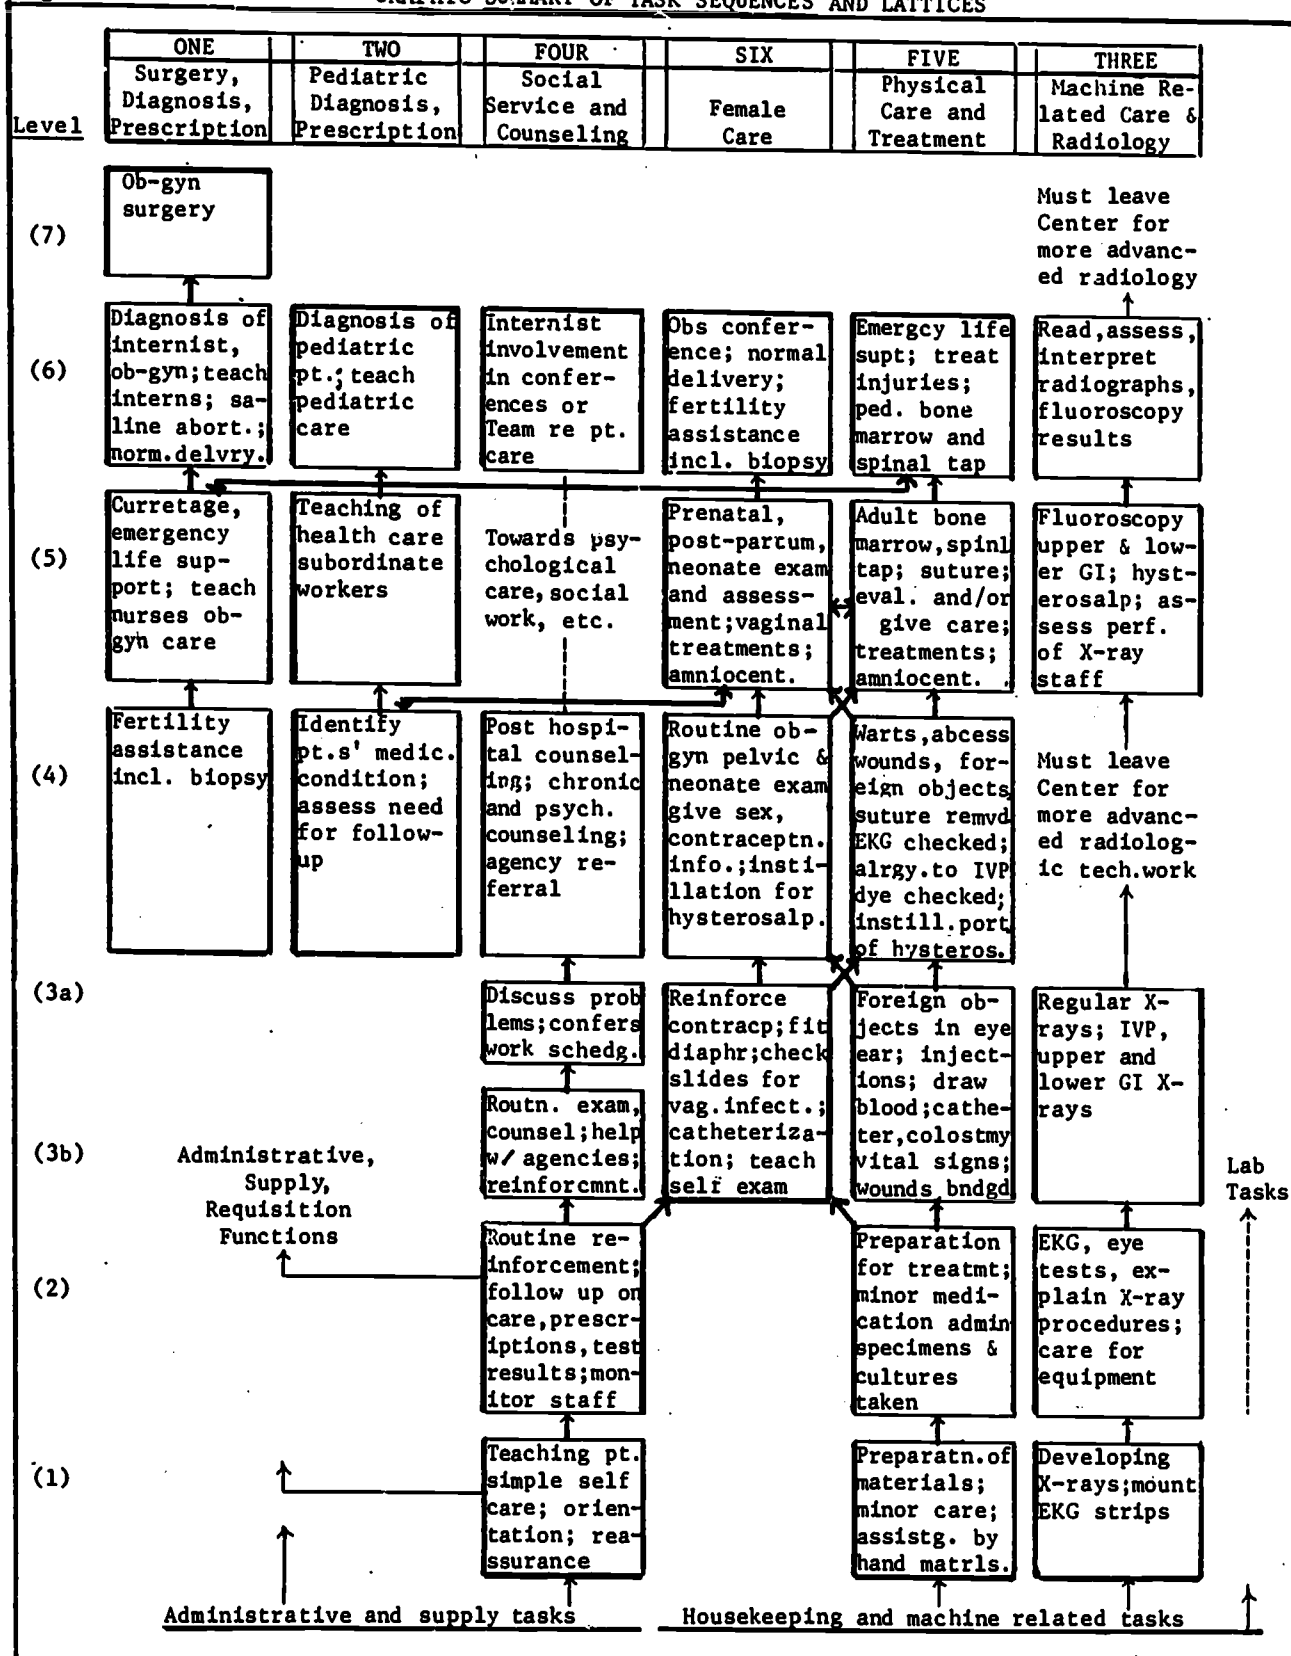 GRAPHIC SUMMARY OF TASK SEQUENCES AND LATTICES
Level
ONE
Surgery,
Diagnosis,
Prescription
TWO
Pediatric
Diagnosis,
Prescription
FOUR
Social
Service and
Counseling
SIX
Female
Care
FIVE
Physical
Care and
Treatment
THREE
Machine Re-
lated Care &
Radiology
(7)
Ob-gyn
surgery
Must leave
Center for
more advanc-
ed radiology
(6)
Diagnosis of
internist,
ob-gyn;teach
interns; sa-
line abort.;
norm.delvry.
Diagnosis of
pediatric
pt.; teach
pediatric
care
Internist
involvement
in confer-
ences or
Team re pt.
care
Obs confer-
ence; normal
delivery;
fertility
assistance
incl. biopsy
Emergcy life
supt; treat
injuries;
ped. bone
marrow and
spinal tap
Read,assess,
interpret
radiographs,
fluoroscopy
results
(5)
Curretage,
emergency
life sup-
port; teach
nurses ob-
gyn care
Teaching of
health care
subordinate
workers
Towards psy-
chological
care,social
work, etc.
Prenatal,
post-partum,
neonate exam
and assess-
ment;vaginal
treatments;
amniocent.
Adult bone
marrow,spinl
tap; suture;
eval. and/or
give care;
treatments;
amniocent.
Fluoroscopy
upper & low-
er GI; hyst-
erosalp; as-
sess perf.
of X-ray
staff
(4)
Fertility
assistance
incl. biopsy
Identify
pt.s' medic.
condition;
assess need
for follow-
up
Post hospi-
tal counsel-
ing; chronic
and psych.
counseling;
agency re-
ferral
Routine ob-
gyn pelvic &
neonate exam
give sex,
contraceptn.
info.;insti-
llation for
hysterosalp.
Warts,abcess
wounds, for-
eign objects
suture remvd
EKG checked;
alrgy.to IVP
dye checked;
instill.port
of hysteros.
Must leave
Center for
more advanc-
ed radiolog-
ic tech.work
(3a)
Discuss prob
lems;confers
work schedg.
Reinforce
contracp;fit
diaphr;check
slides for
vag.infect.;
catheteriza-
tion; teach
self exam
Foreign ob-
jects in eye
ear; inject-
ions; draw
blood;cathe-
ter,colostmy
vital signs;
wounds bndgd
Regular X-
rays; IVP,
upper and
lower GI X-
rays
(3b)
Routn. exam,
counsel;help
w/ agencies;
reinforcmnt.
Administrative,
Supply,
Requisition
Functions
Lab
Tasks
(2)
Routine re-
inforcement;
follow up on
care,prescr-
iptions,test
results;mon-
itor staff
Preparation
for treatmt;
minor medi-
cation admin
specimens &
cultures
taken
EKG, eye
tests, ex-
plain X-ray
procedures;
care for
equipment
(1)
Teaching pt.
simple self
care; orien-
tation; rea-
ssurance
Preparatn.of
materials;
minor care;
assistg. by
hand matrls.
Developing
X-rays;mount
EKG strips
Administrative and supply tasks
Housekeeping and machine related tasks